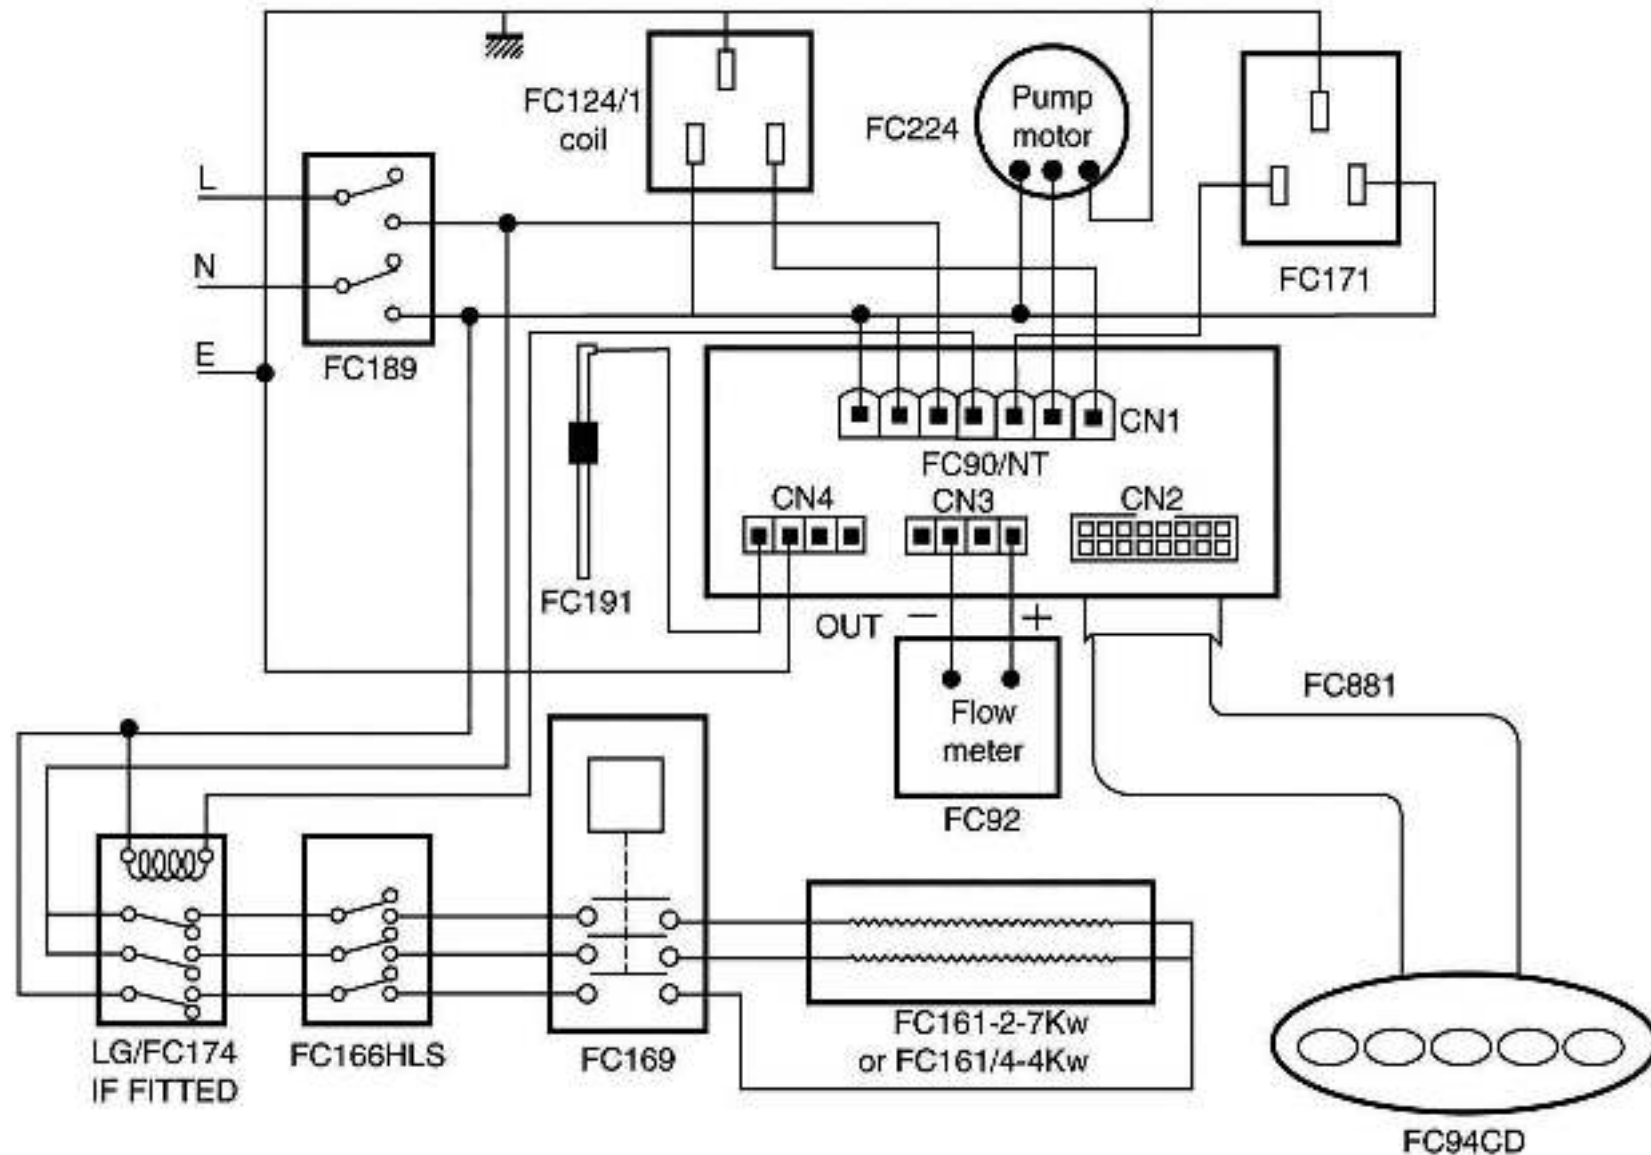 FC124/1
coil
FC224
Pump
motor
L
N
E
FC189
FC171
CN1
FC90/NT
CN4
CN3
CN2
FC191
OUT
−
+
Flow
meter
FC92
FC881
LG/FC174
IF FITTED
FC166HLS
FC169
FC161-2-7Kw
or FC161/4-4Kw
FC94CD